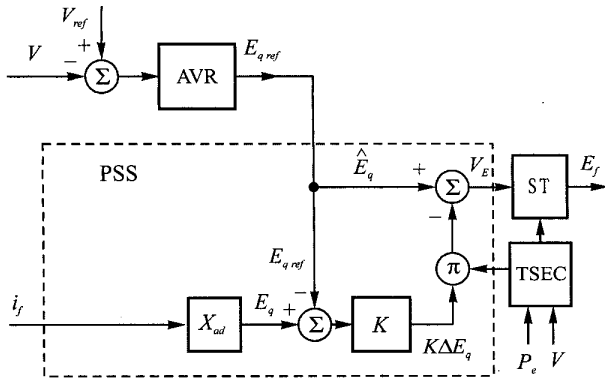 V_ref
V
+
−
Σ
AVR
E_q ref
PSS
Ê_q
+
Σ
V_E
ST
E_f
−
E_q ref
π
TSEC
i_f
X_ad
E_q
−
+
Σ
K
KΔE_q
P_e
V